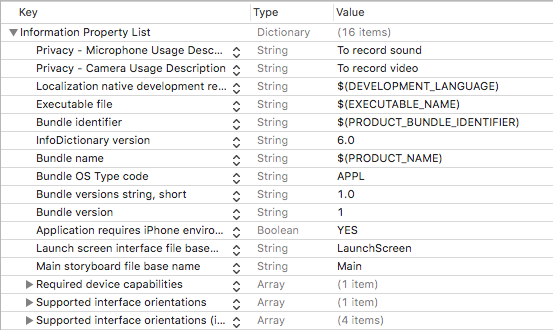 Key Type Value
Information Property List Dictionary (16 items)
Privacy - Microphone Usage Desc... String To record sound
Privacy - Camera Usage Description String To record video
Localization native development re... String $(DEVELOPMENT_LANGUAGE)
Executable file String $(EXECUTABLE_NAME)
Bundle identifier String $(PRODUCT_BUNDLE_IDENTIFIER)
InfoDictionary version String 6.0
Bundle name String $(PRODUCT_NAME)
Bundle OS Type code String APPL
Bundle versions string, short String 1.0
Bundle version String 1
Application requires iPhone enviro... Boolean YES
Launch screen interface file base... String LaunchScreen
Main storyboard file base name String Main
Required device capabilities Array (1 item)
Supported interface orientations Array (1 item)
Supported interface orientations (i... Array (4 items)